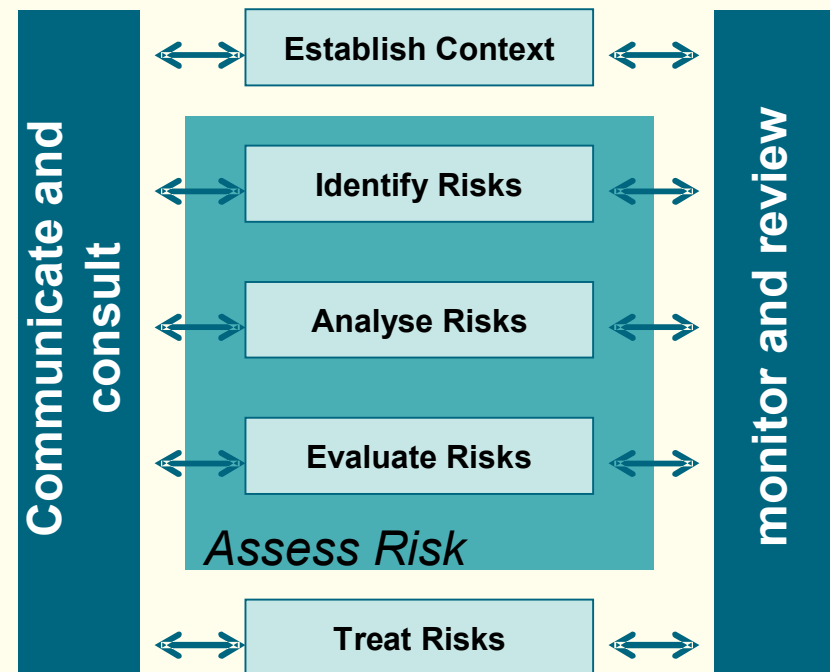 Communicate and
consult
Establish Context
Identify Risks
Analyse Risks
Evaluate Risks
Assess Risk
Treat Risks
monitor and review